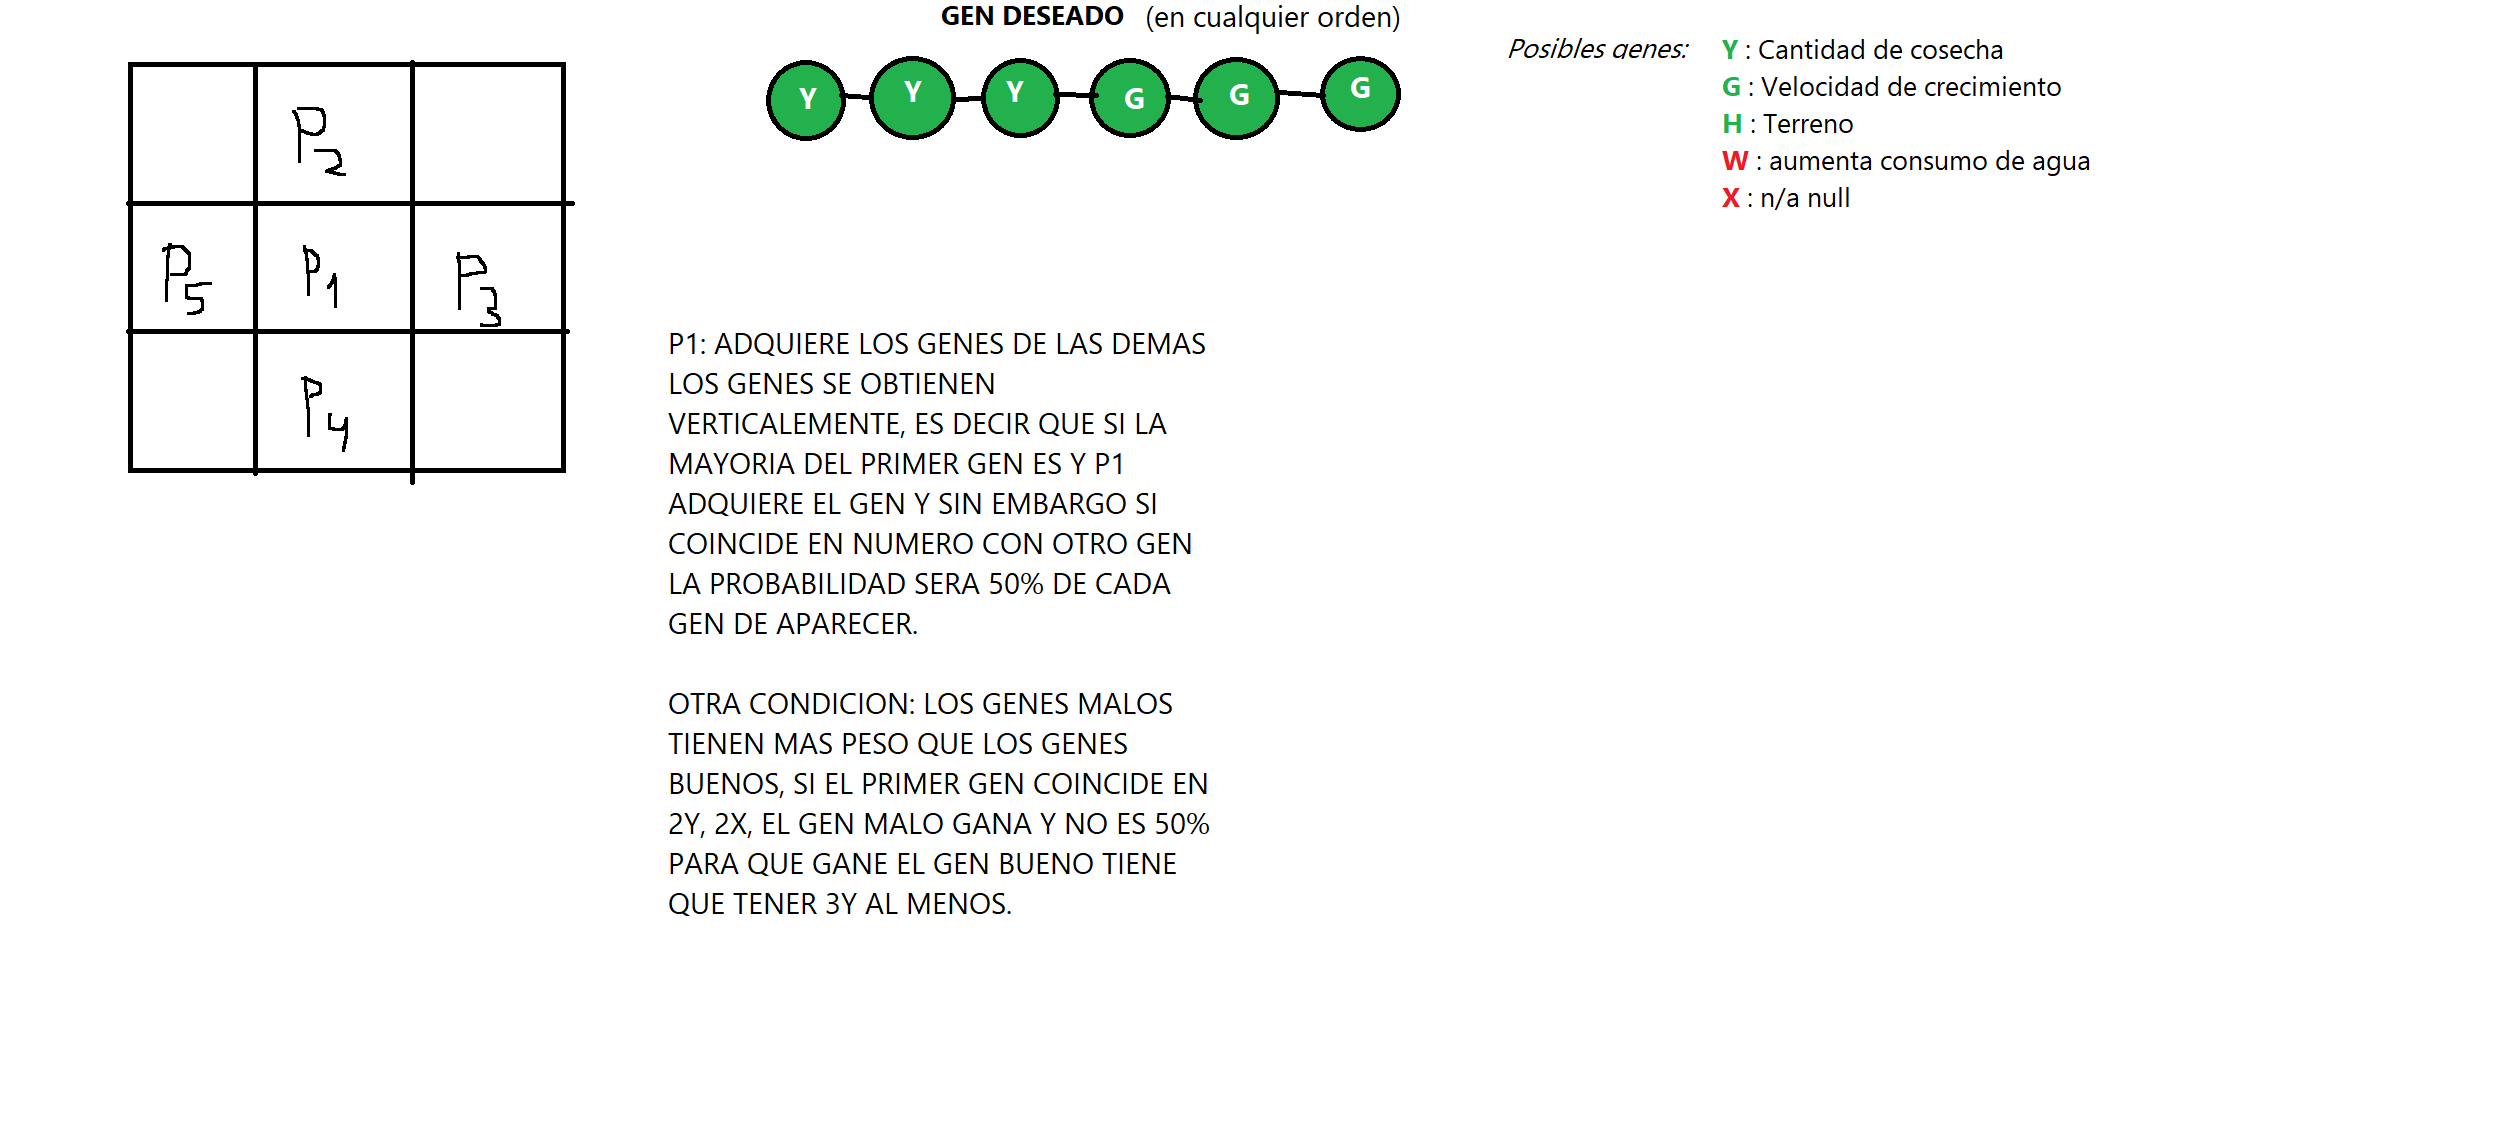 GEN DESEADO (en cualquier orden)
Y Y Y G G G
Posibles genes:
Y : Cantidad de cosecha
G : Velocidad de crecimiento
H : Terreno
W : aumenta consumo de agua
X : n/a null
P2
P5 P1 P3
P4
P1: ADQUIERE LOS GENES DE LAS DEMAS
LOS GENES SE OBTIENEN
VERTICALEMENTE, ES DECIR QUE SI LA
MAYORIA DEL PRIMER GEN ES Y P1
ADQUIERE EL GEN Y SIN EMBARGO SI
COINCIDE EN NUMERO CON OTRO GEN
LA PROBABILIDAD SERA 50% DE CADA
GEN DE APARECER.
OTRA CONDICION: LOS GENES MALOS
TIENEN MAS PESO QUE LOS GENES
BUENOS, SI EL PRIMER GEN COINCIDE EN
2Y, 2X, EL GEN MALO GANA Y NO ES 50%
PARA QUE GANE EL GEN BUENO TIENE
QUE TENER 3Y AL MENOS.